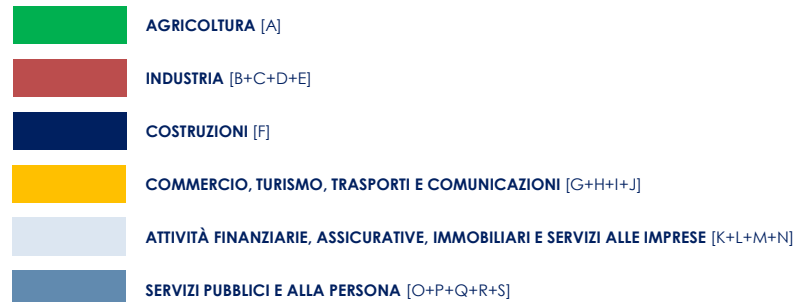 AGRICOLTURA [A]
INDUSTRIA [B+C+D+E]
COSTRUZIONI [F]
COMMERCIO, TURISMO, TRASPORTI E COMUNICAZIONI [G+H+I+J]
ATTIVITÀ FINANZIARIE, ASSICURATIVE, IMMOBILIARI E SERVIZI ALLE IMPRESE [K+L+M+N]
SERVIZI PUBBLICI E ALLA PERSONA [O+P+Q+R+S]